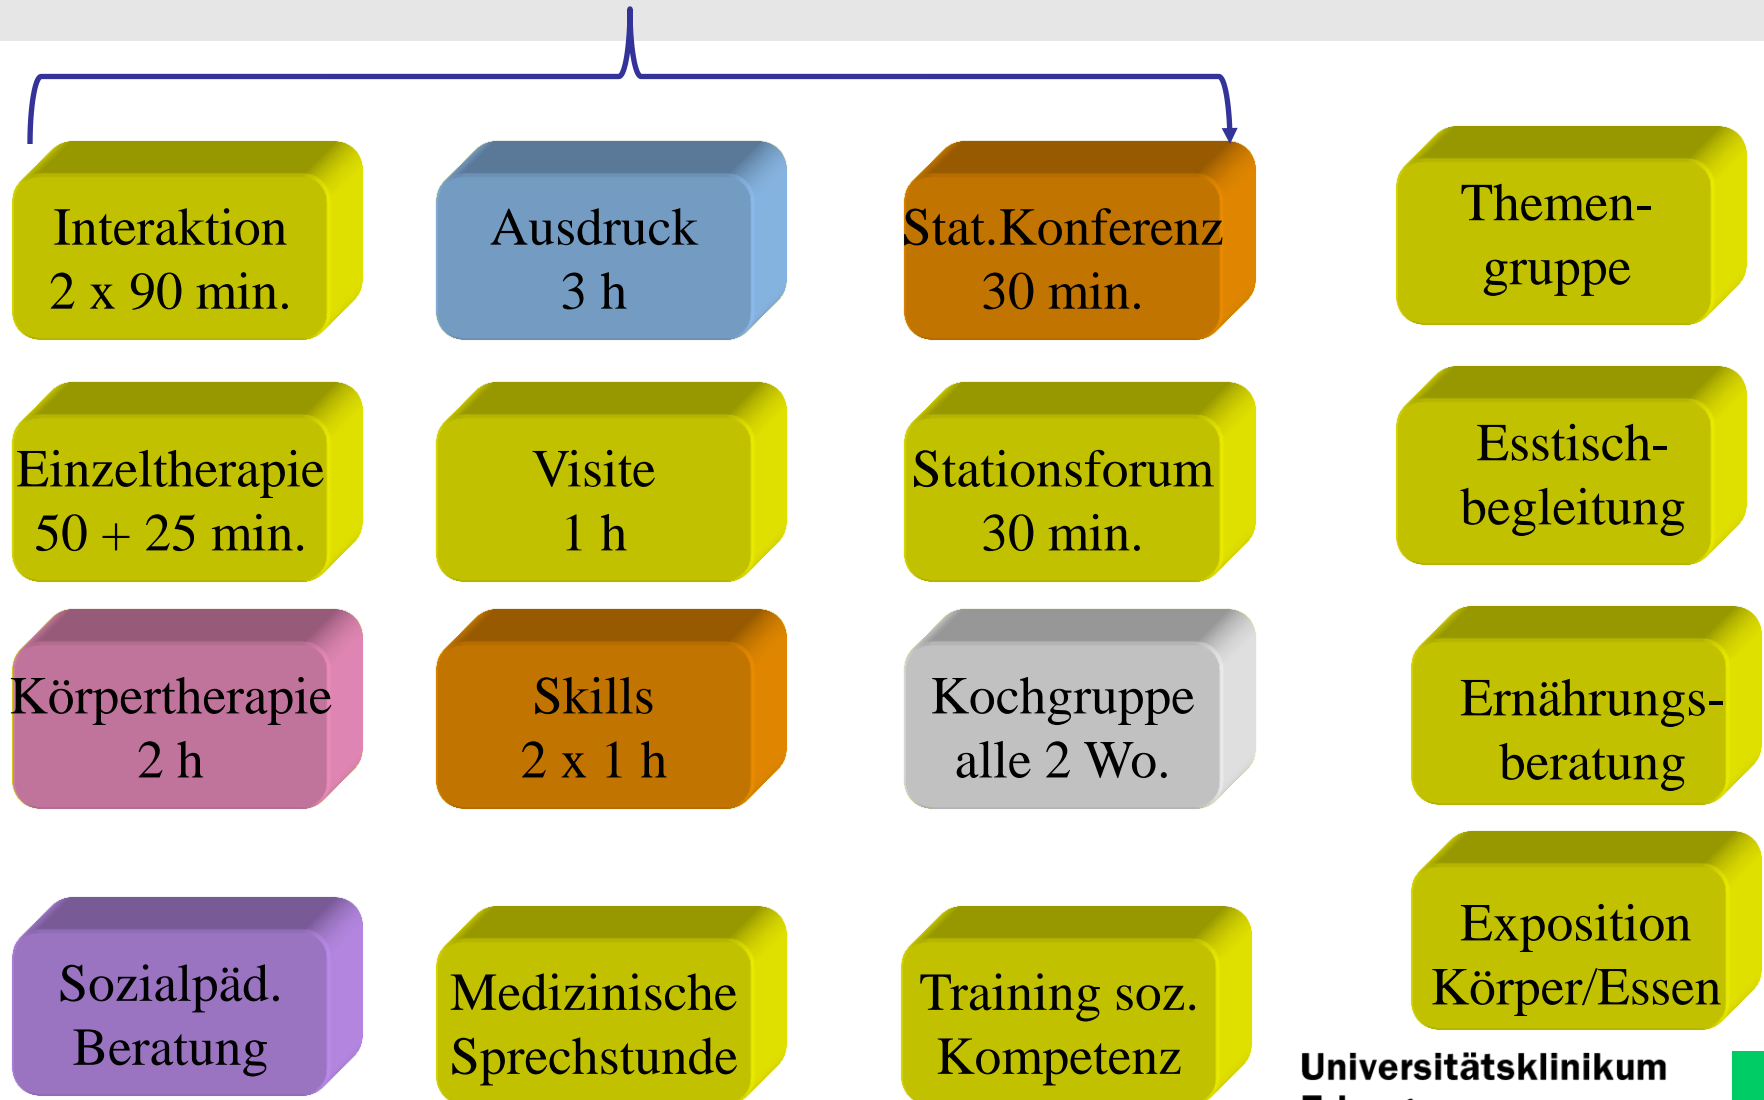 Interaktion
2 x 90 min.
Ausdruck
3 h
Stat.Konferenz
30 min.
Themen-
gruppe
Einzeltherapie
50 + 25 min.
Visite
1 h
Stationsforum
30 min.
Esstisch-
begleitung
Körpertherapie
2 h
Skills
2 x 1 h
Kochgruppe
alle 2 Wo.
Ernährungs-
beratung
Sozialpäd.
Beratung
Medizinische
Sprechstunde
Training soz.
Kompetenz
Exposition
Körper/Essen
Universitätsklinikum